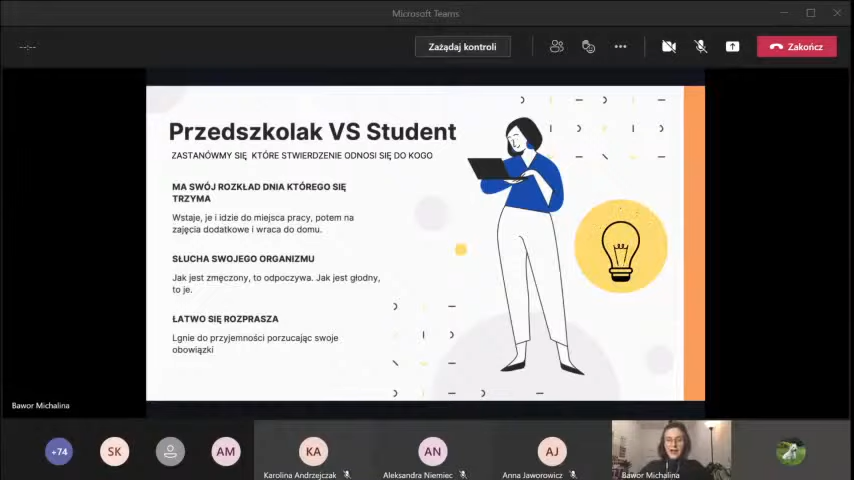 Microsoft Teams
--:--
Zażądaj kontroli
Zakończ
Przedszkolak VS Student
ZASTANÓWMY SIĘ KTÓRE STWIERDZENIE ODNOSI SIĘ DO KOGO
MA SWÓJ ROZKŁAD DNIA KTÓREGO SIĘ
TRZYMA
Wstaje, je i idzie do miejsca pracy, potem na
zajęcia dodatkowe i wraca do domu.
SŁUCHA SWOJEGO ORGANIZMU
Jak jest zmęczony, to odpoczywa. Jak jest głodny,
to je.
ŁATWO SIĘ ROZPRASZA
Lgnie do przyjemności porzucając swoje
obowiązki
Bawor Michalina
+74
SK
AM
KA
Karolina Andrzejczak
AN
Aleksandra Niemiec
AJ
Anna Jaworowicz
Bawor Michalina